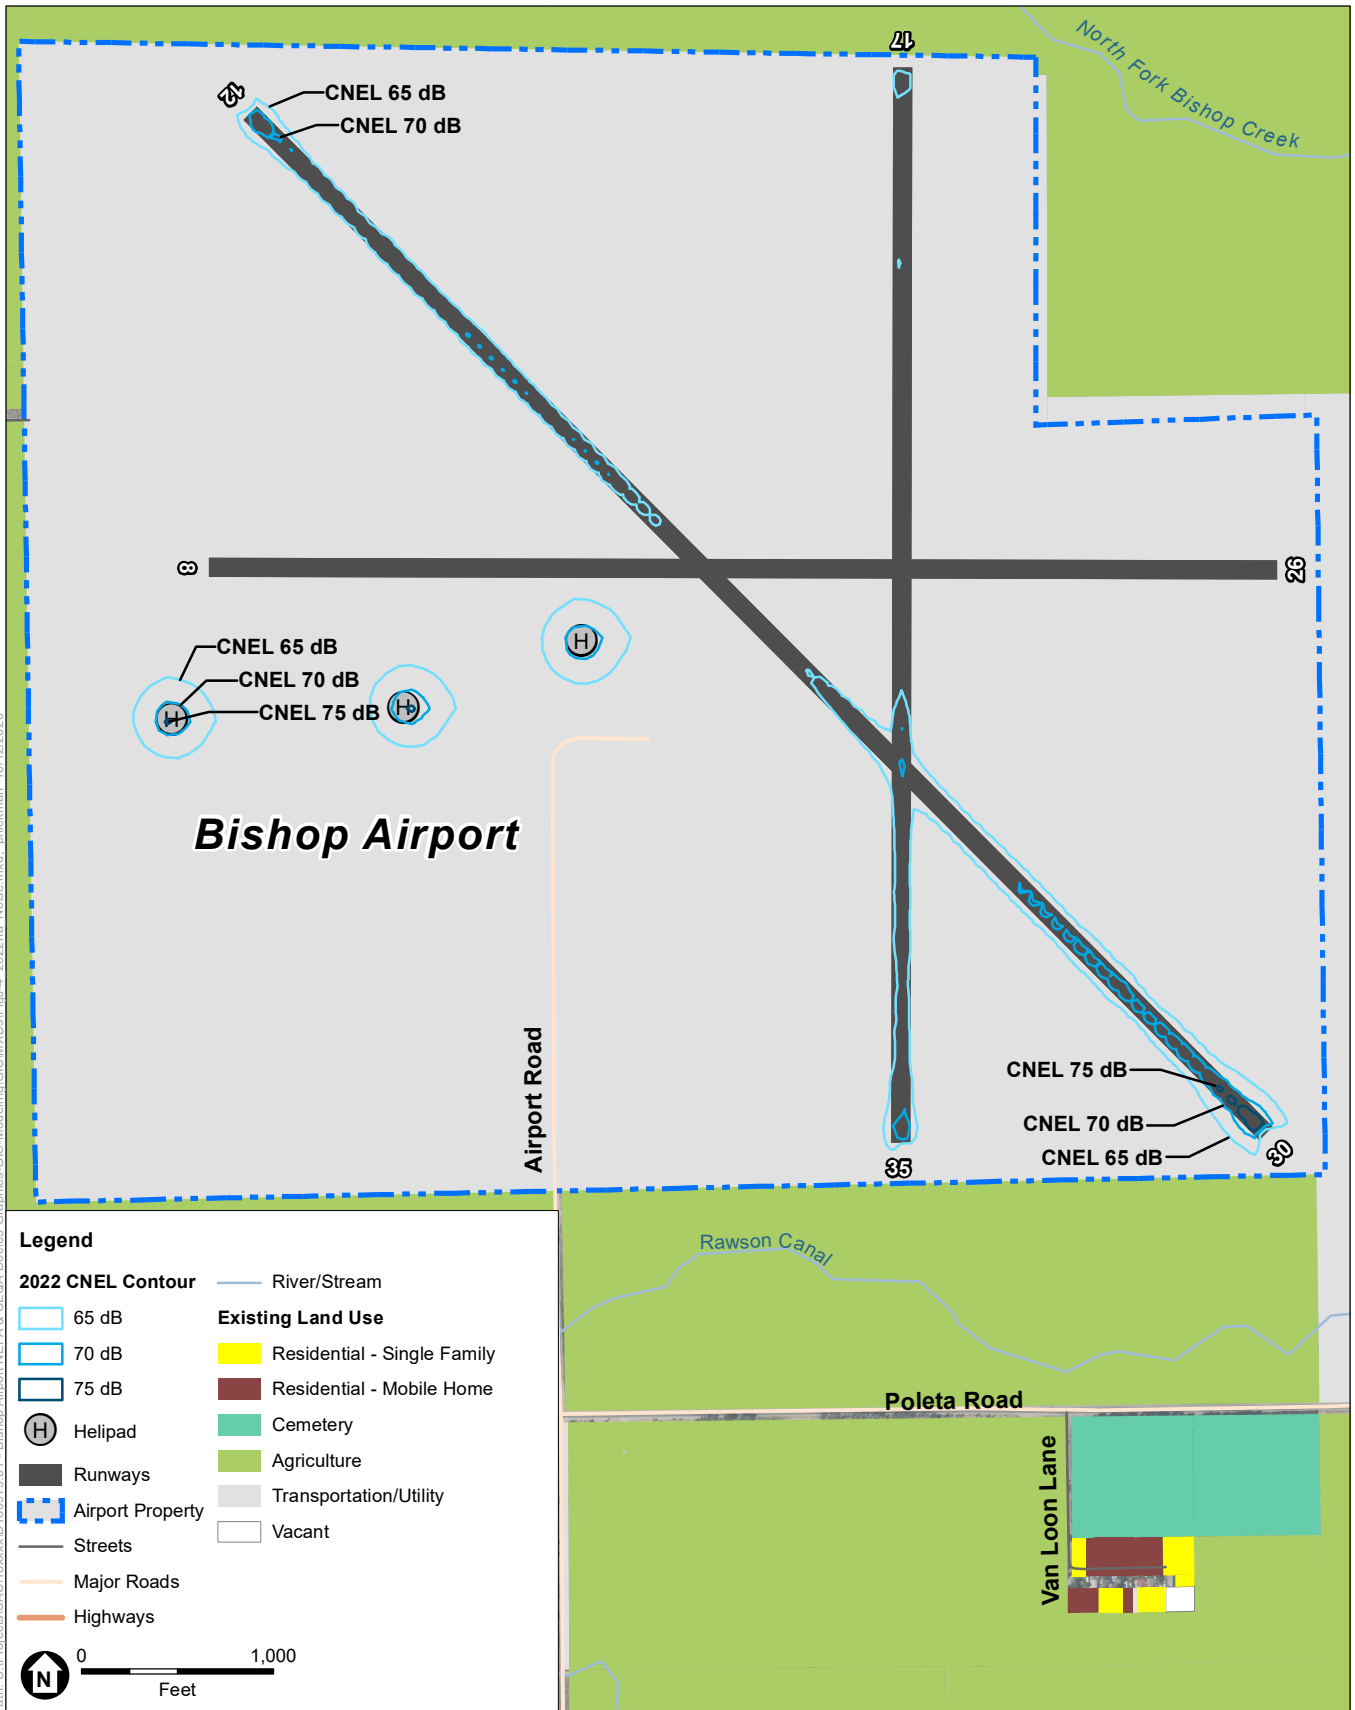 17
North Fork Bishop Creek
12
CNEL 65 dB
CNEL 70 dB
8
26
CNEL 65 dB
CNEL 70 dB
CNEL 75 dB
H
H
H
Bishop Airport
Airport Road
CNEL 75 dB
CNEL 70 dB
CNEL 65 dB
30
35
Rawson Canal
Poleta Road
Van Loon Lane
Legend
2022 CNEL Contour
65 dB
70 dB
75 dB
H Helipad
Runways
Airport Property
Streets
Major Roads
Highways
River/Stream
Existing Land Use
Residential - Single Family
Residential - Mobile Home
Cemetery
Agriculture
Transportation/Utility
Vacant
N
0 1,000
Feet